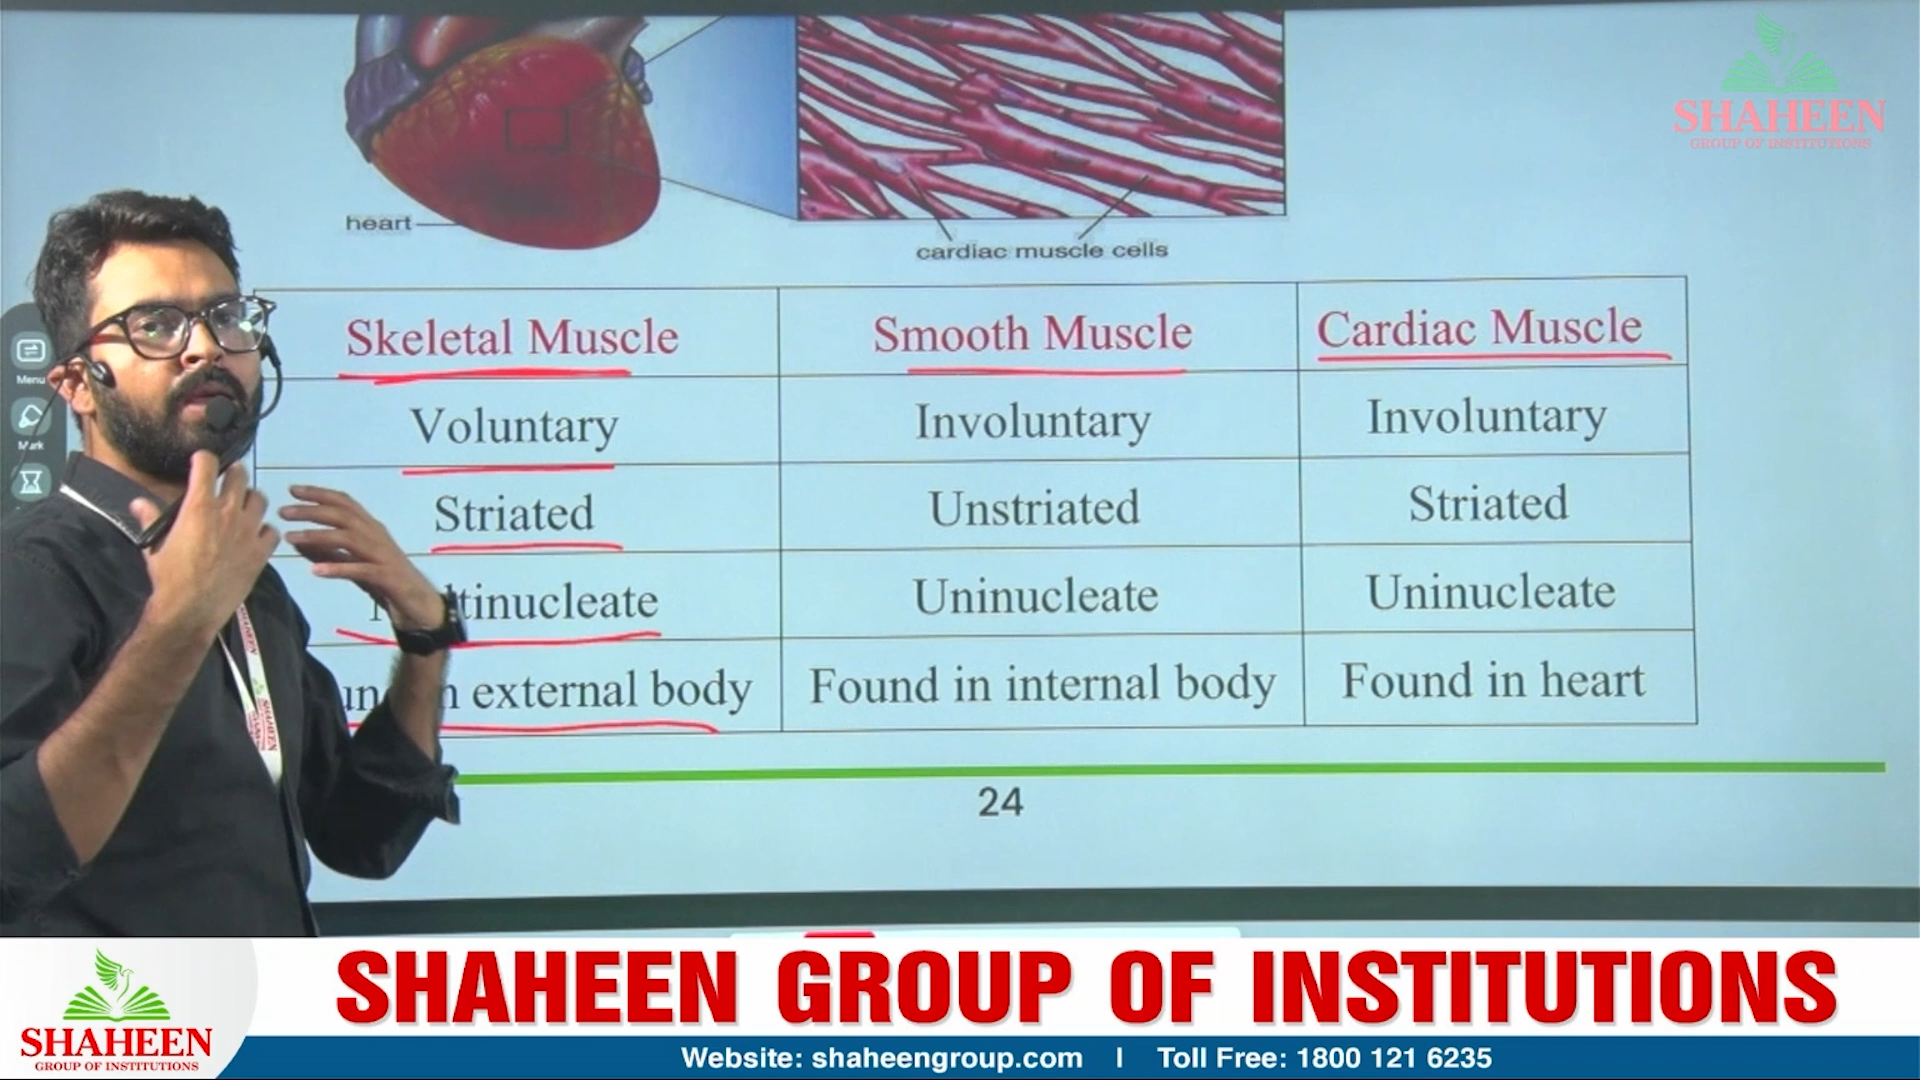 SHAHEEN
GROUP OF INSTITUTIONS
heart
cardiac muscle cells
Menu
Skeletal Muscle Smooth Muscle Cardiac Muscle
Voluntary Involuntary Involuntary
Striated Unstriated Striated
Uninucleate Uninucleate
external body Found in internal body Found in heart
24
SHAHEEN GROUP OF INSTITUTIONS
SHAHEEN
GROUP OF INSTITUTIONS
Website: shaheengroup.com | Toll Free: 1800 121 6235